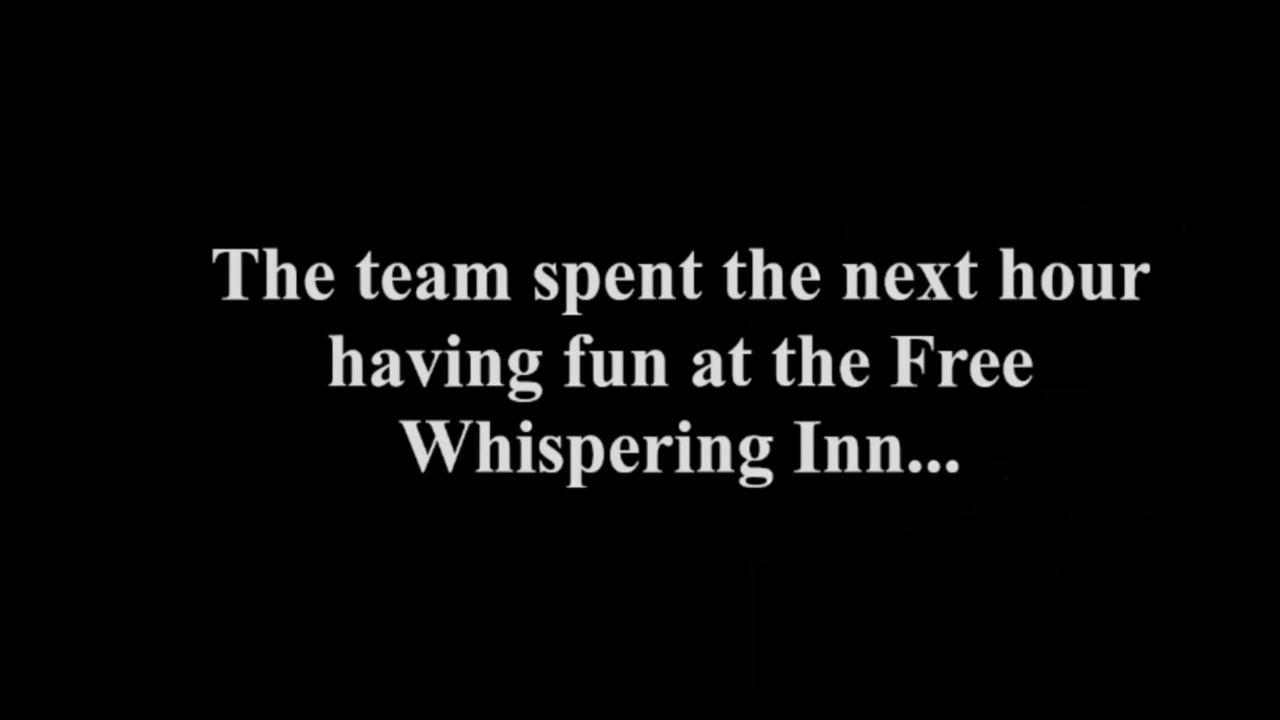 The team spent the next hour
having fun at the Free
Whispering Inn...